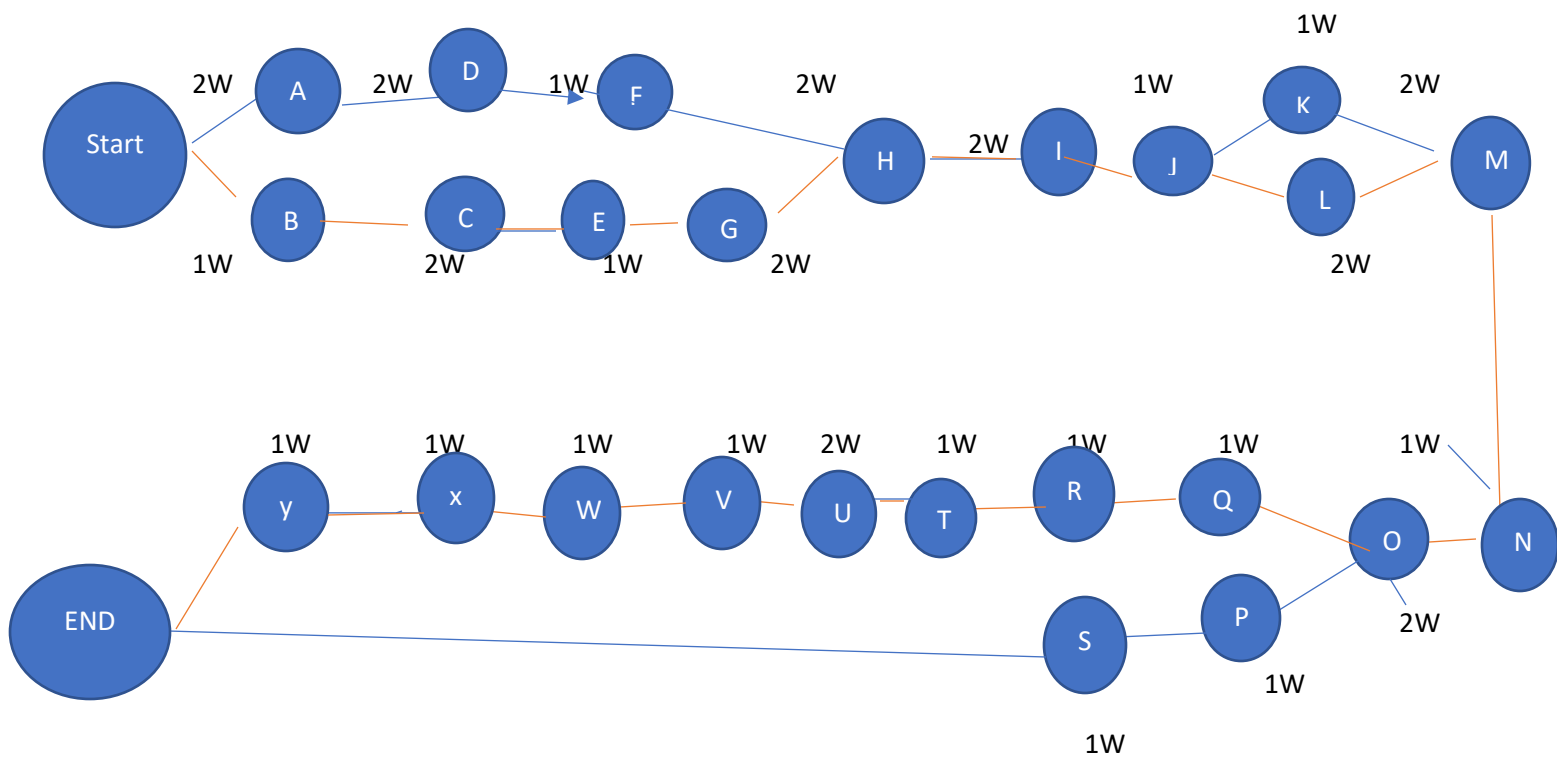 1W
2W A 2W D 1W F 2W 1W K 2W
Start H 2W I J M
B C E G L
1W 2W 1W 2W 2W
1W 1W 1W 1W 2W 1W 1W 1W 1W
y x W V U T R Q O N
END S P 2W
1W
1W